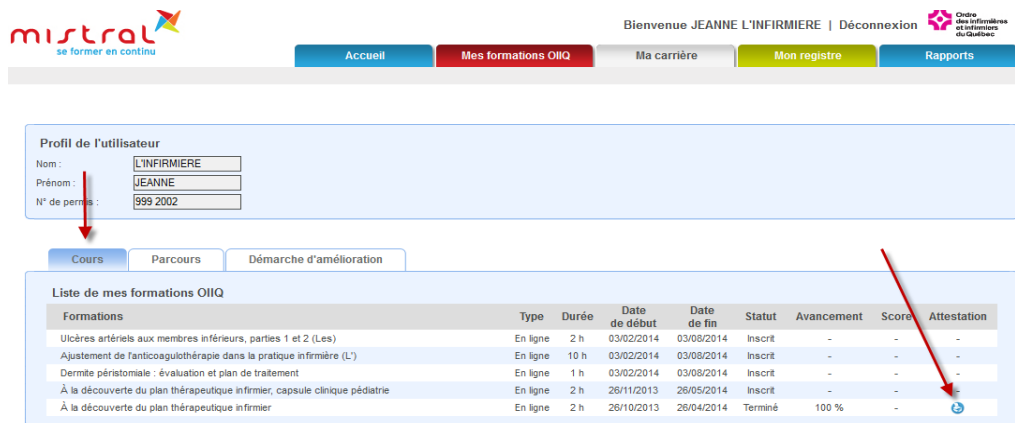 mistral
se former en continu
Bienvenue JEANNE L'INFIRMIERE | Déconnexion
Ordre
des infirmières
et infirmiers
du Québec
Accueil Mes formations OIIQ Ma carrière Mon registre Rapports
Profil de l'utilisateur
Nom : L'INFIRMIERE
Prénom : JEANNE
N° de permis : 999 2002
Cours Parcours Démarche d'amélioration
Liste de mes formations OIIQ
Formations Type Durée Date de début Date de fin Statut Avancement Score Attestation
Ulcères artériels aux membres inférieurs, parties 1 et 2 (Les) En ligne 2 h 03/02/2014 03/08/2014 Inscrit - - -
Ajustement de l'anticoagulothérapie dans la pratique infirmière (L') En ligne 10 h 03/02/2014 03/08/2014 Inscrit - - -
Dermite péristomiale : évaluation et plan de traitement En ligne 1 h 03/02/2014 03/08/2014 Inscrit - - -
À la découverte du plan thérapeutique infirmier, capsule clinique pédiatrie En ligne 2 h 26/11/2013 26/05/2014 Inscrit - - -
À la découverte du plan thérapeutique infirmier En ligne 2 h 26/10/2013 26/04/2014 Terminé 100 % -